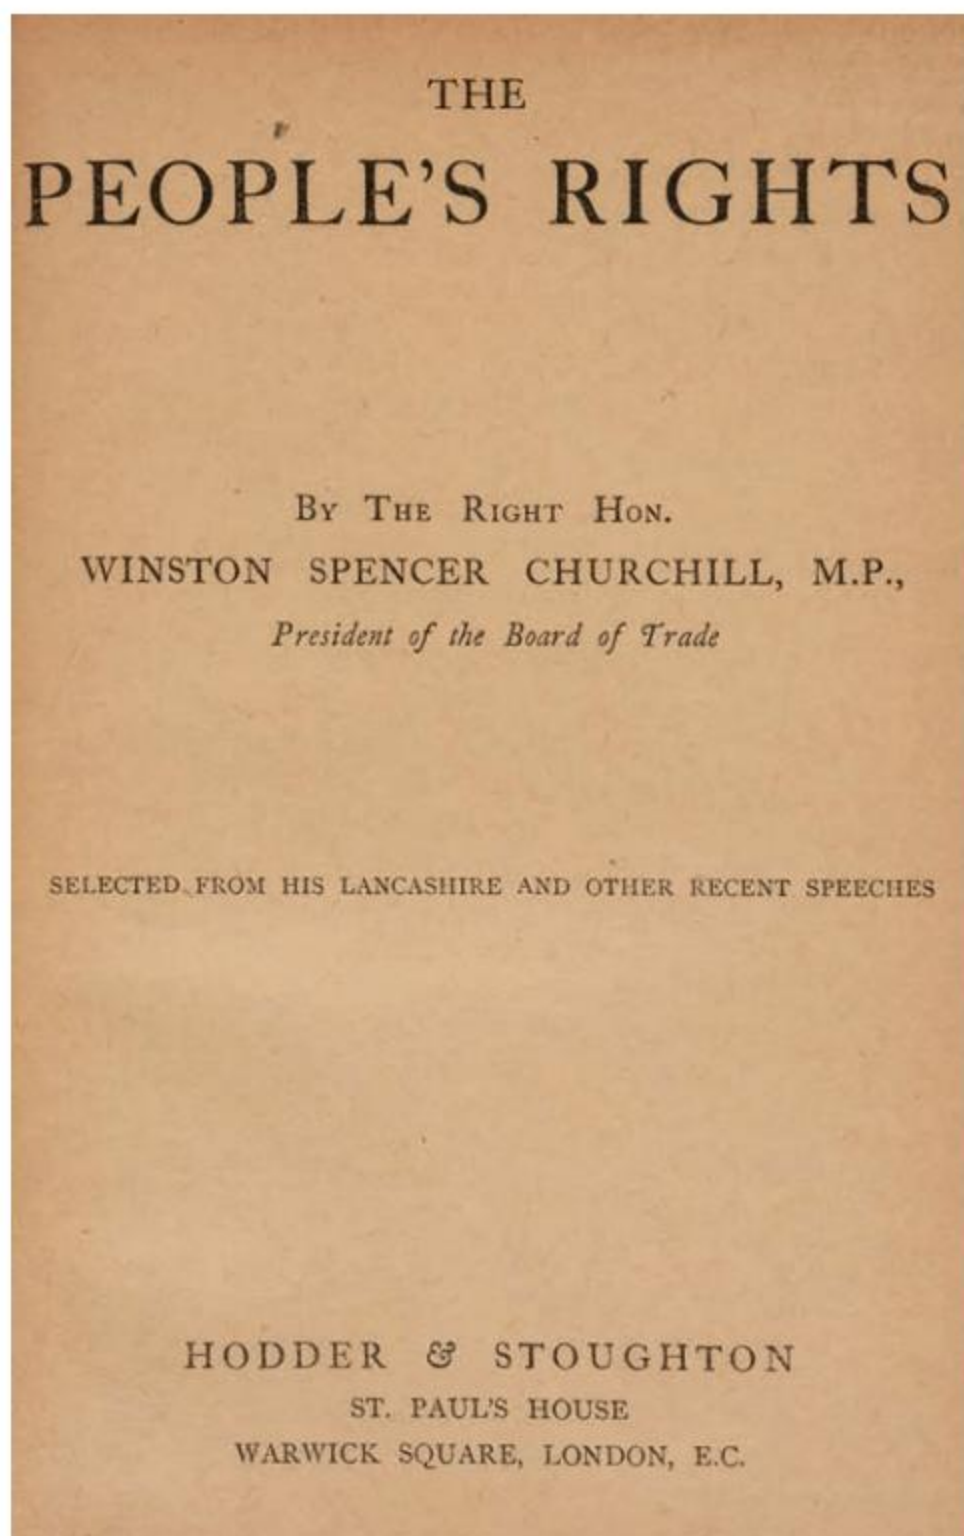 THE
PEOPLE'S RIGHTS
By The Right Hon.
WINSTON SPENCER CHURCHILL, M.P.,
President of the Board of Trade
SELECTED FROM HIS LANCASHIRE AND OTHER RECENT SPEECHES
HODDER & STOUGHTON
ST. PAUL'S HOUSE
WARWICK SQUARE, LONDON, E.C.